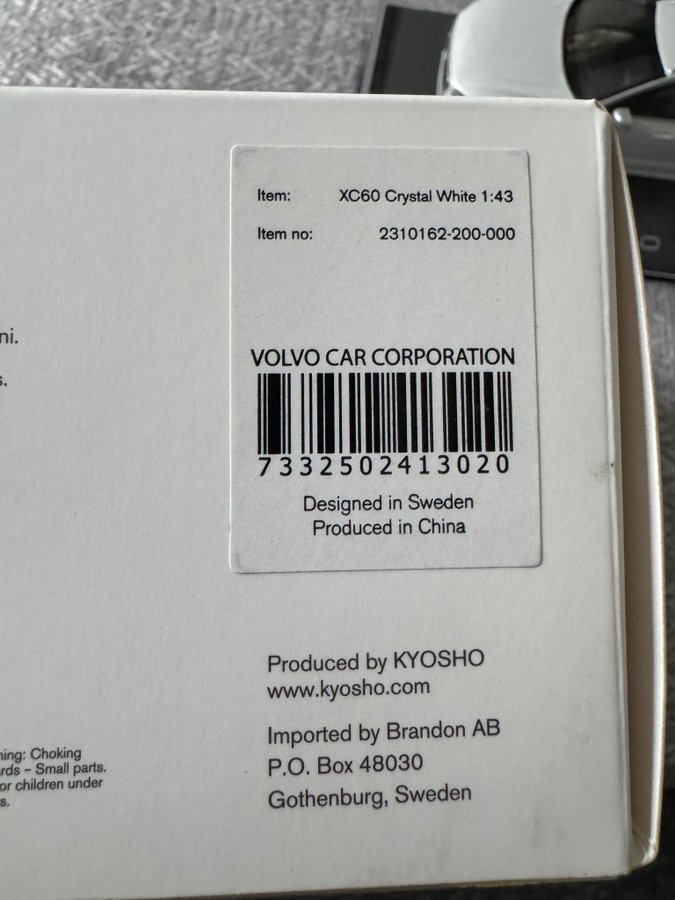 Item: XC60 Crystal White 1:43
Item no: 2310162-200-000
VOLVO CAR CORPORATION
7332502413020
Designed in Sweden
Produced in China
Produced by KYOSHO
www.kyosho.com
Imported by Brandon AB
P.O. Box 48030
Gothenburg, Sweden
ni.
s.
ning: Choking
rds – Small parts.
or children under
s.